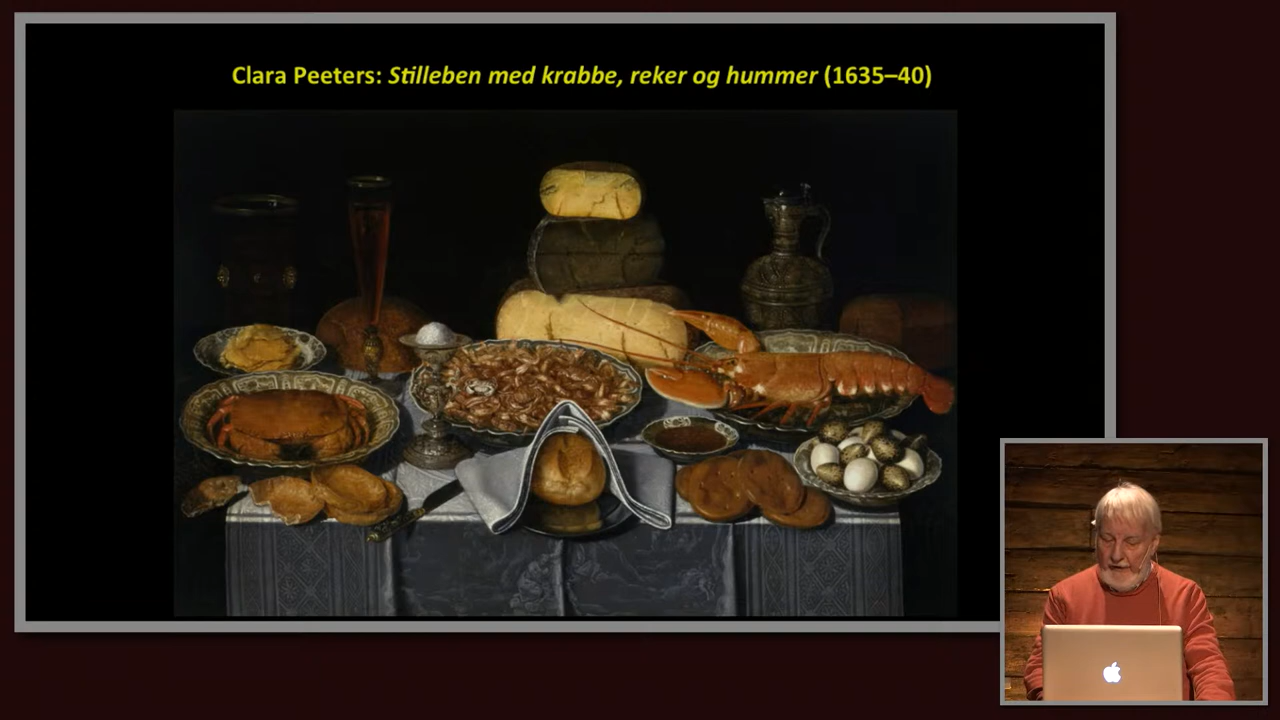 Clara Peeters: Stilleben med krabbe, reker og hummer (1635–40)